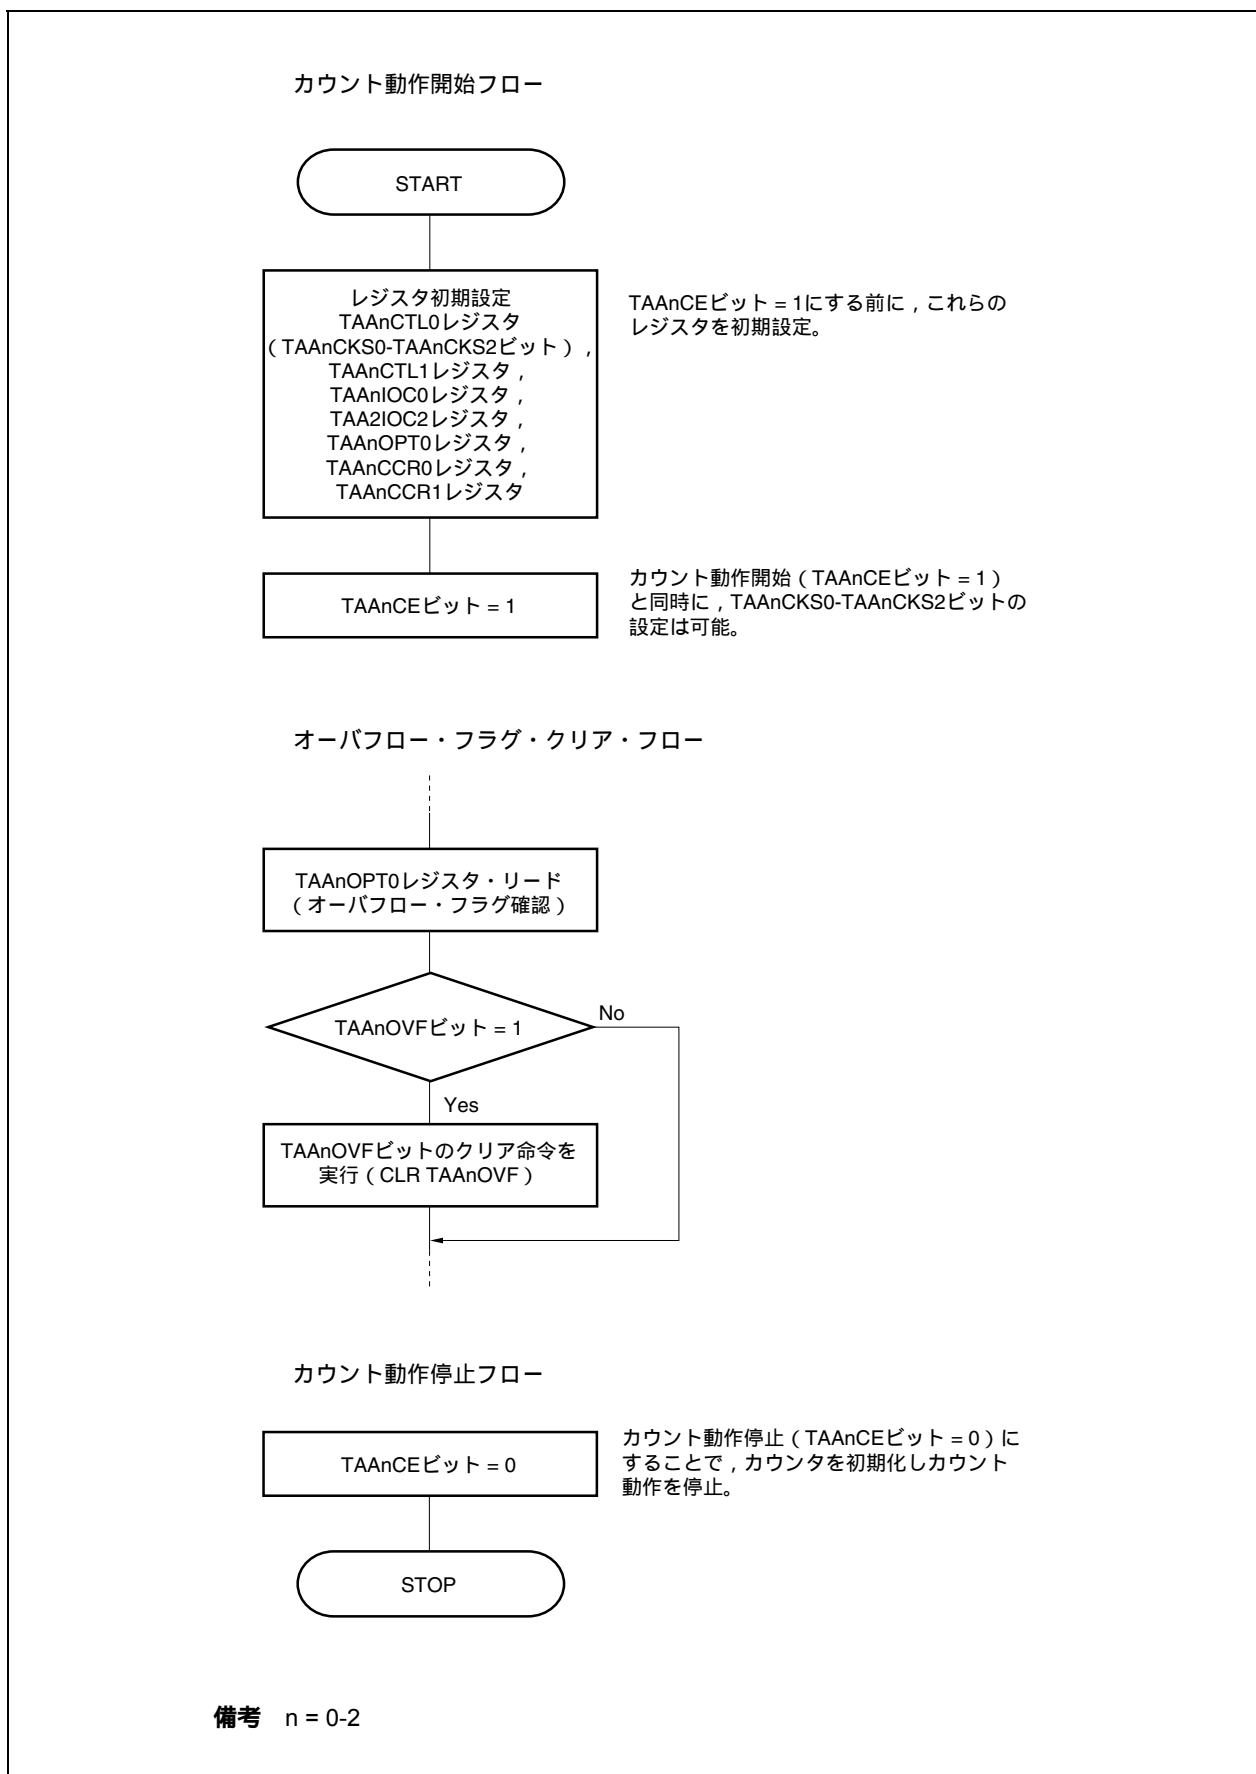 カウント動作開始フロー
START
レジスタ初期設定
TAAnCTL0レジスタ
（TAAnCKS0-TAAnCKS2ビット），
TAAnCTL1レジスタ，
TAAnIOC0レジスタ，
TAA2IOC2レジスタ，
TAAnOPT0レジスタ，
TAAnCCR0レジスタ，
TAAnCCR1レジスタ
TAAnCEビット = 1にする前に，これらの
レジスタを初期設定。
TAAnCEビット = 1
カウント動作開始（TAAnCEビット = 1）
と同時に，TAAnCKS0-TAAnCKS2ビットの
設定は可能。
オーバフロー・フラグ・クリア・フロー
TAAnOPT0レジスタ・リード
（オーバフロー・フラグ確認）
TAAnOVFビット = 1
No
Yes
TAAnOVFビットのクリア命令を
実行（CLR TAAnOVF）
カウント動作停止フロー
TAAnCEビット = 0
カウント動作停止（TAAnCEビット = 0）に
することで，カウンタを初期化しカウント
動作を停止。
STOP
備考 n = 0-2